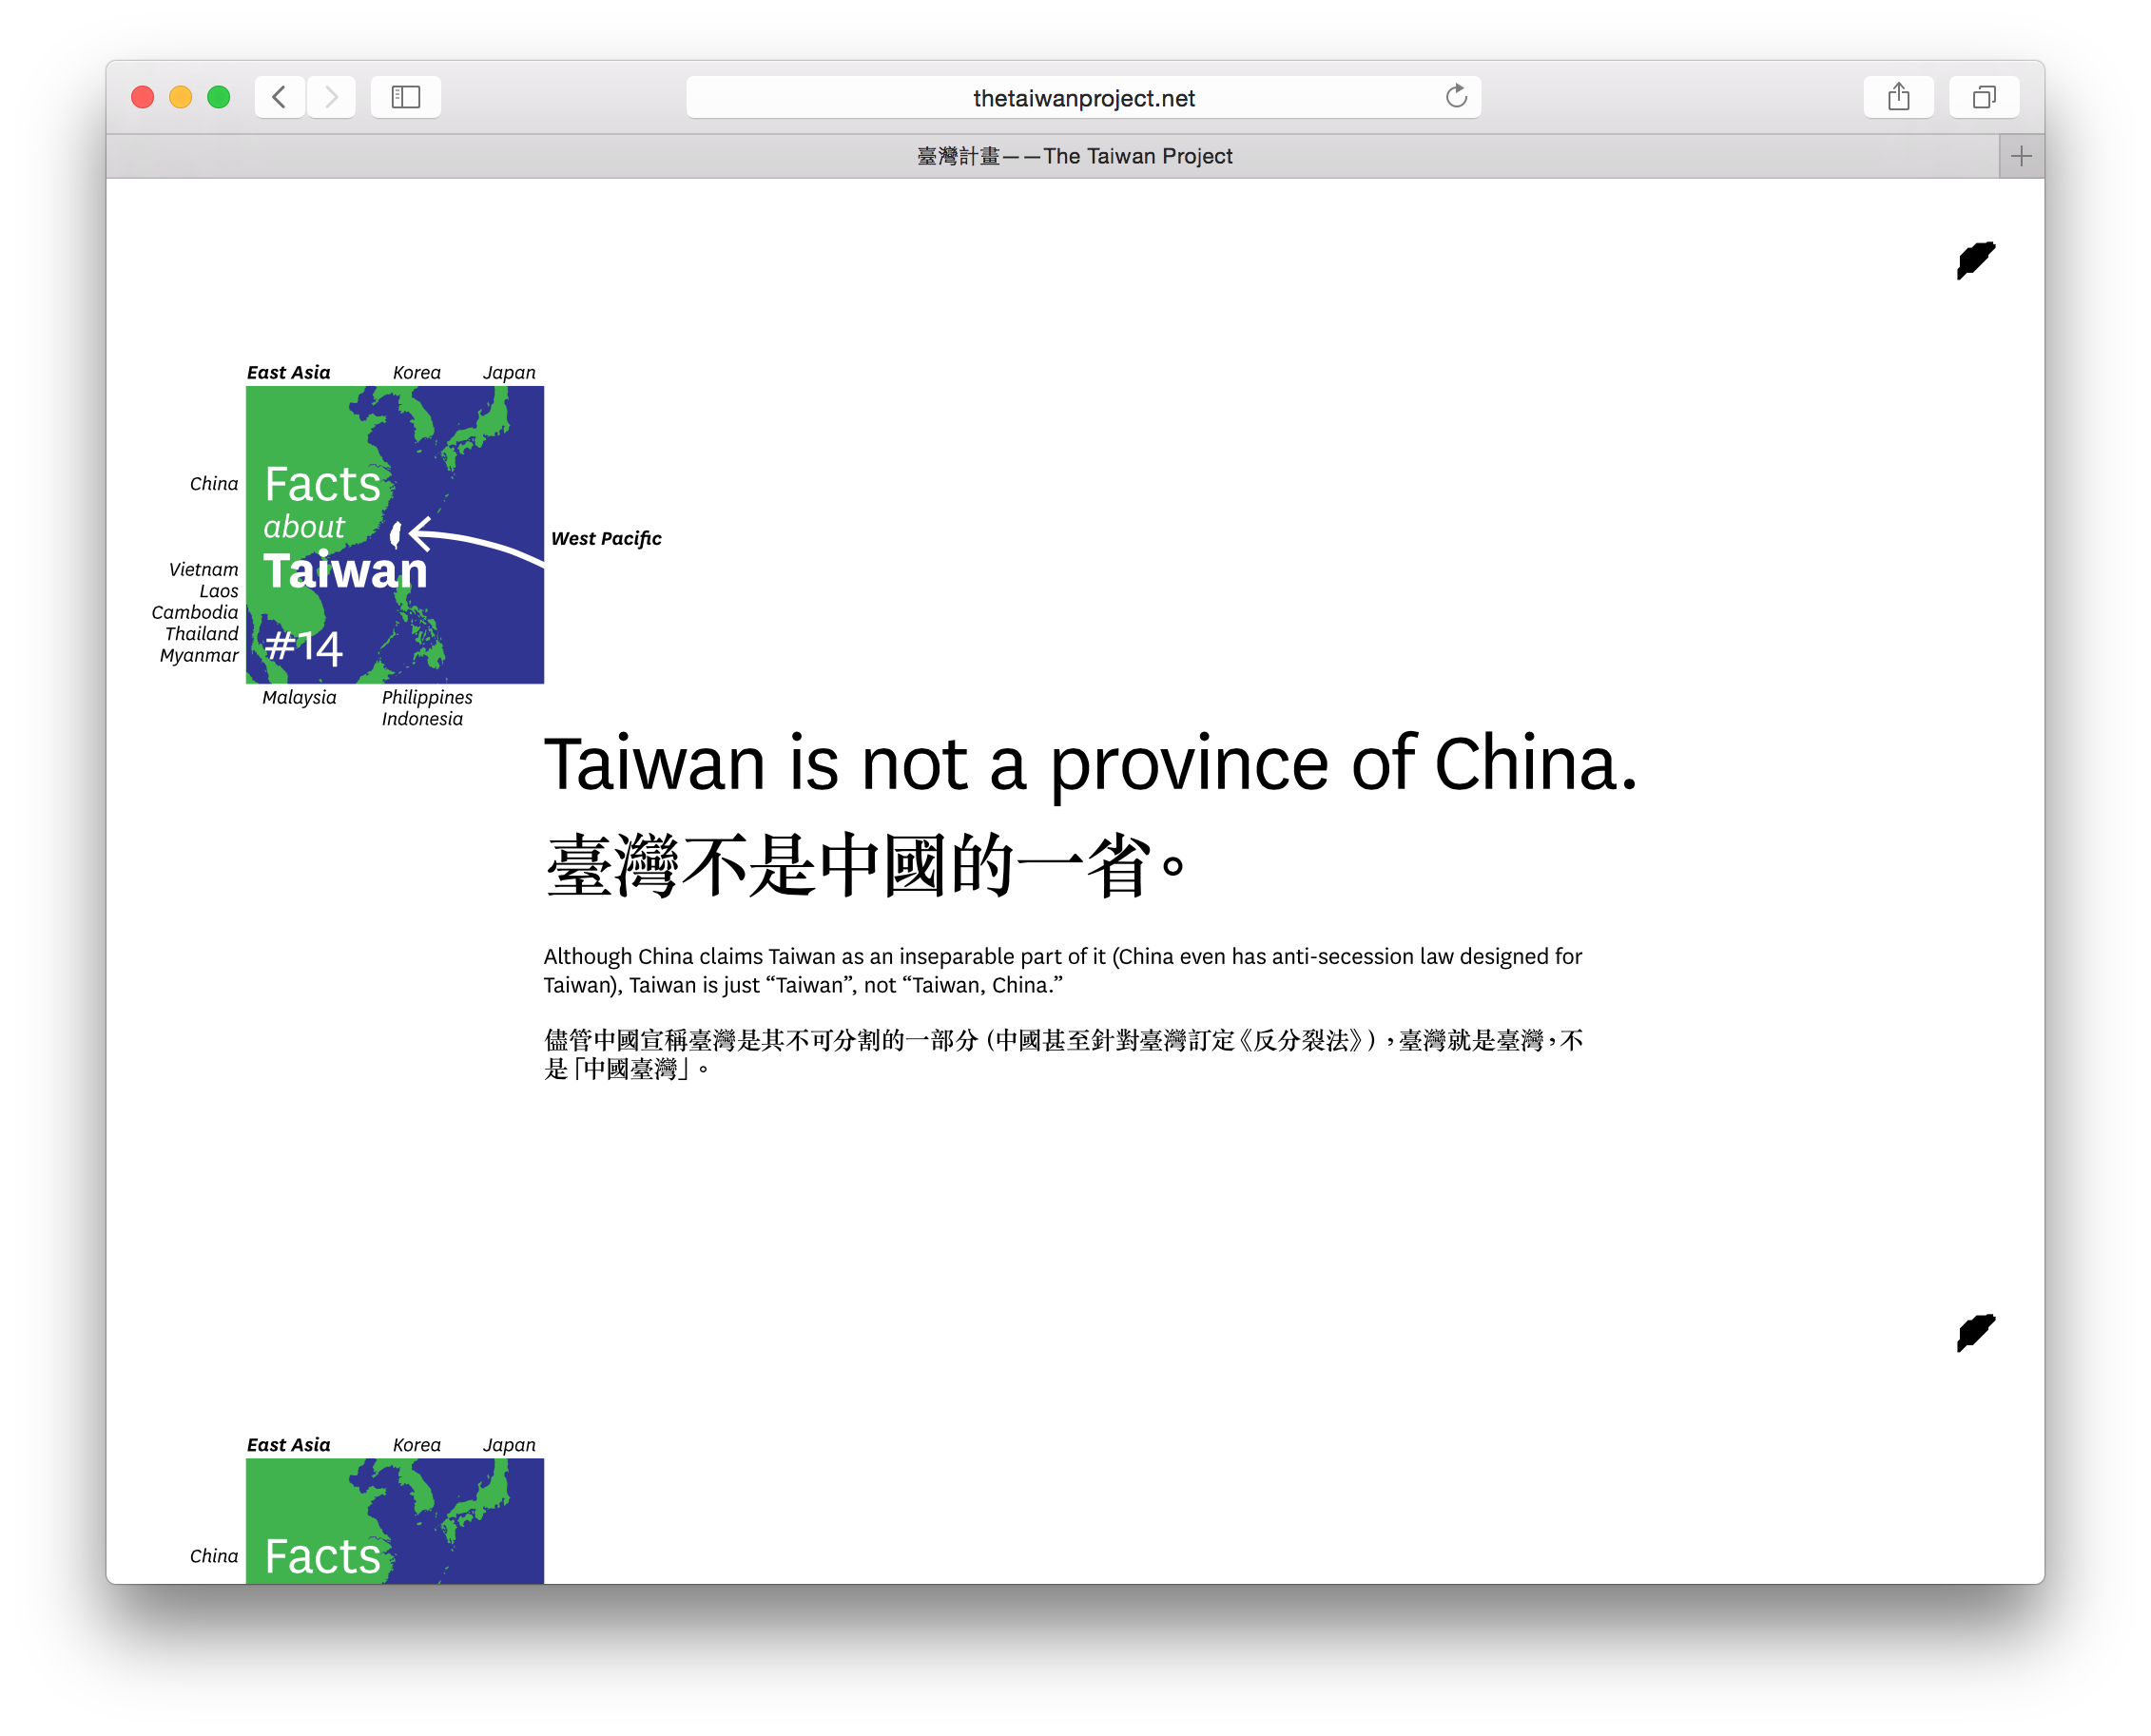 thetaiwanproject.net
臺灣計畫——The Taiwan Project
East Asia Korea Japan
China
Facts
about
Taiwan
#14
West Pacific
Vietnam
Laos
Cambodia
Thailand
Myanmar
Malaysia Philippines
Indonesia
Taiwan is not a province of China.
臺灣不是中國的一省。
Although China claims Taiwan as an inseparable part of it (China even has anti-secession law designed for
Taiwan), Taiwan is just “Taiwan”, not “Taiwan, China.”
儘管中國宣稱臺灣是其不可分割的一部分（中國甚至針對臺灣訂定《反分裂法》），臺灣就是臺灣，不
是「中國臺灣」。
East Asia Korea Japan
China
Facts